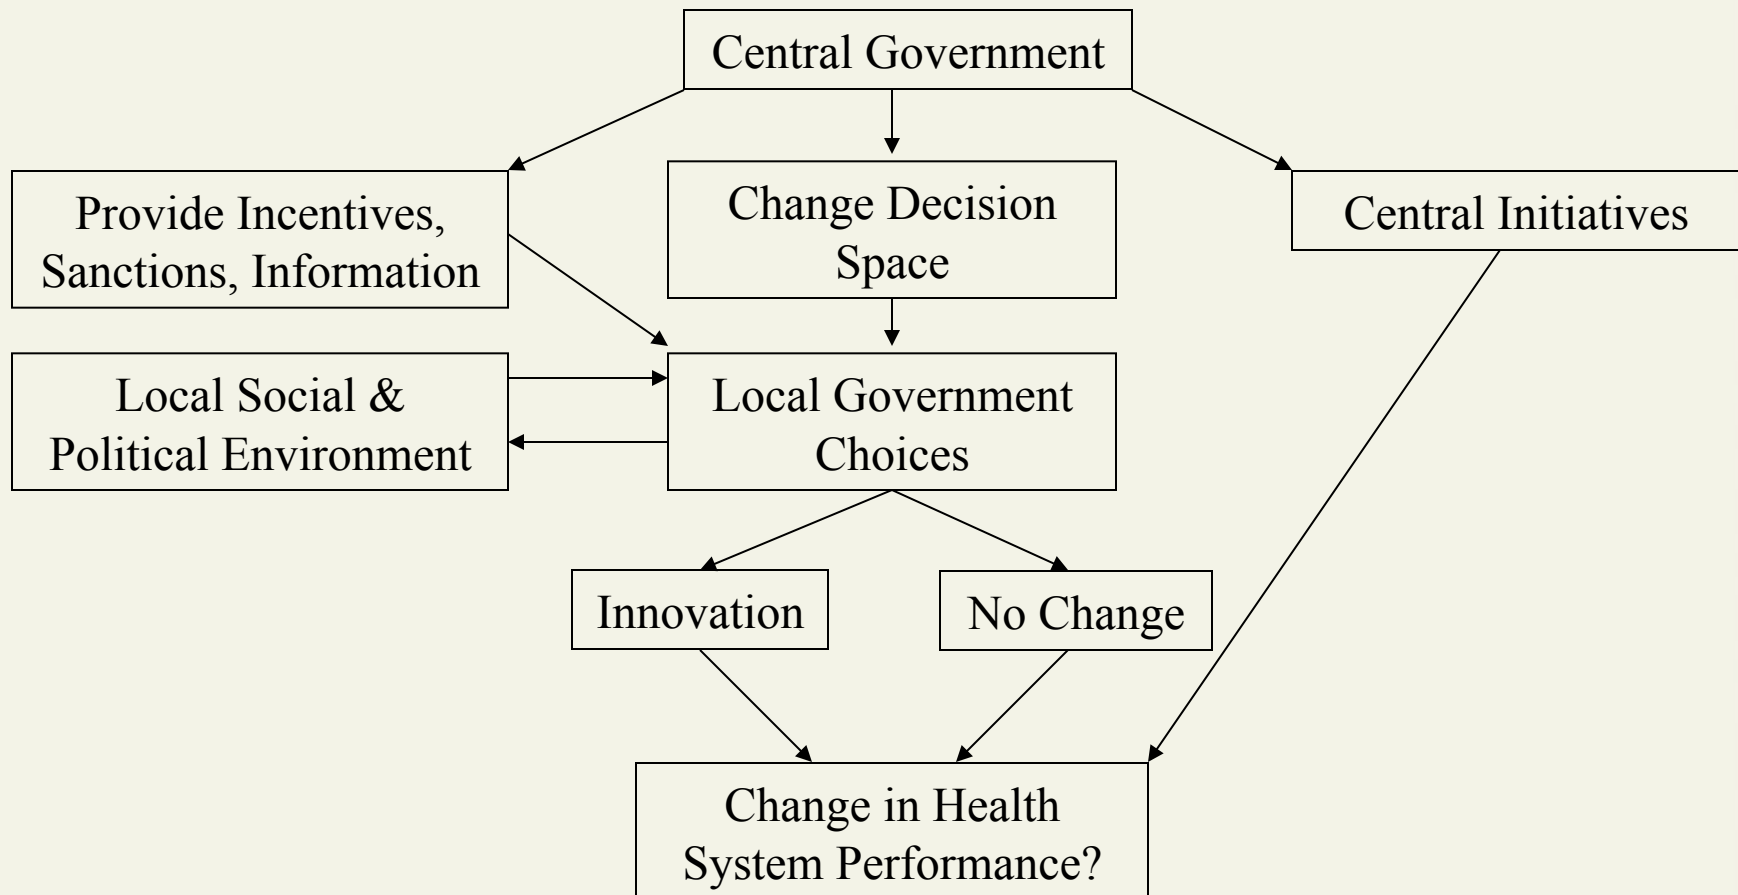 Central Government
Provide Incentives,
Sanctions, Information
Change Decision
Space
Central Initiatives
Local Social &
Political Environment
Local Government
Choices
Innovation
No Change
Change in Health
System Performance?